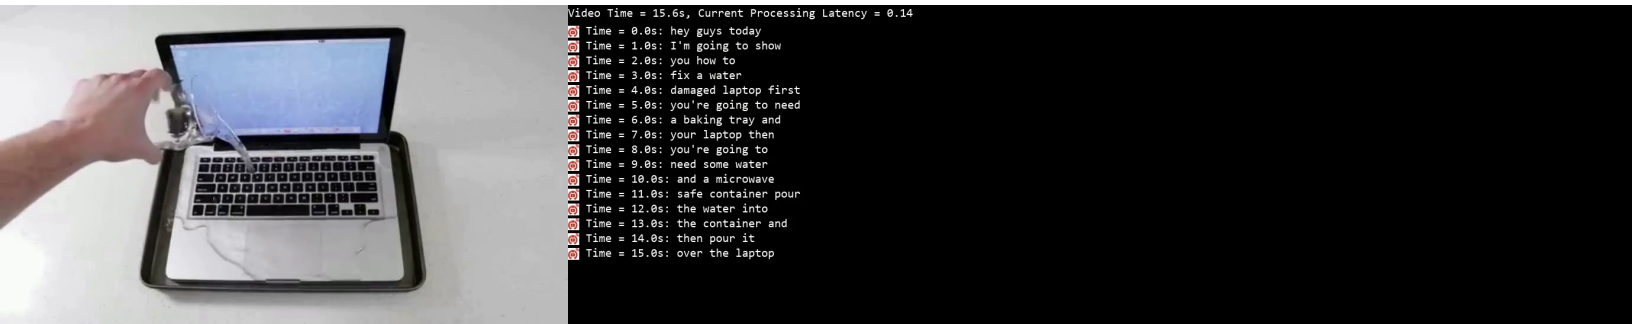 Video Time = 15.6s, Current Processing Latency = 0.14
Time = 0.0s: hey guys today
Time = 1.0s: I'm going to show
Time = 2.0s: you how to
Time = 3.0s: fix a water
Time = 4.0s: damaged laptop first
Time = 5.0s: you're going to need
Time = 6.0s: a baking tray and
Time = 7.0s: your laptop then
Time = 8.0s: you're going to
Time = 9.0s: need some water
Time = 10.0s: and a microwave
Time = 11.0s: safe container pour
Time = 12.0s: the water into
Time = 13.0s: the container and
Time = 14.0s: then pour it
Time = 15.0s: over the laptop